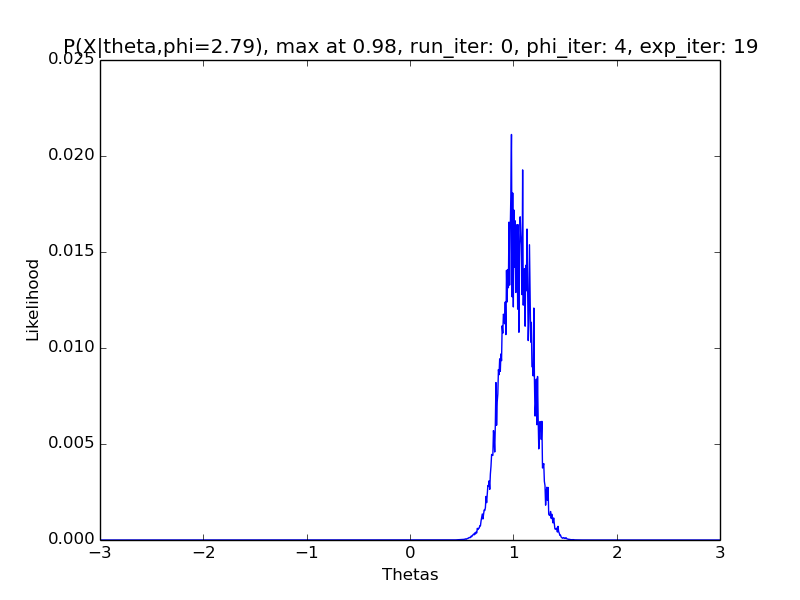 P(X|theta,phi=2.79), max at 0.98, run_iter: 0, phi_iter: 4, exp_iter: 19
0.025
0.020
0.015
0.010
0.005
0.000
Likelihood
−3 −2 −1 0 1 2 3
Thetas